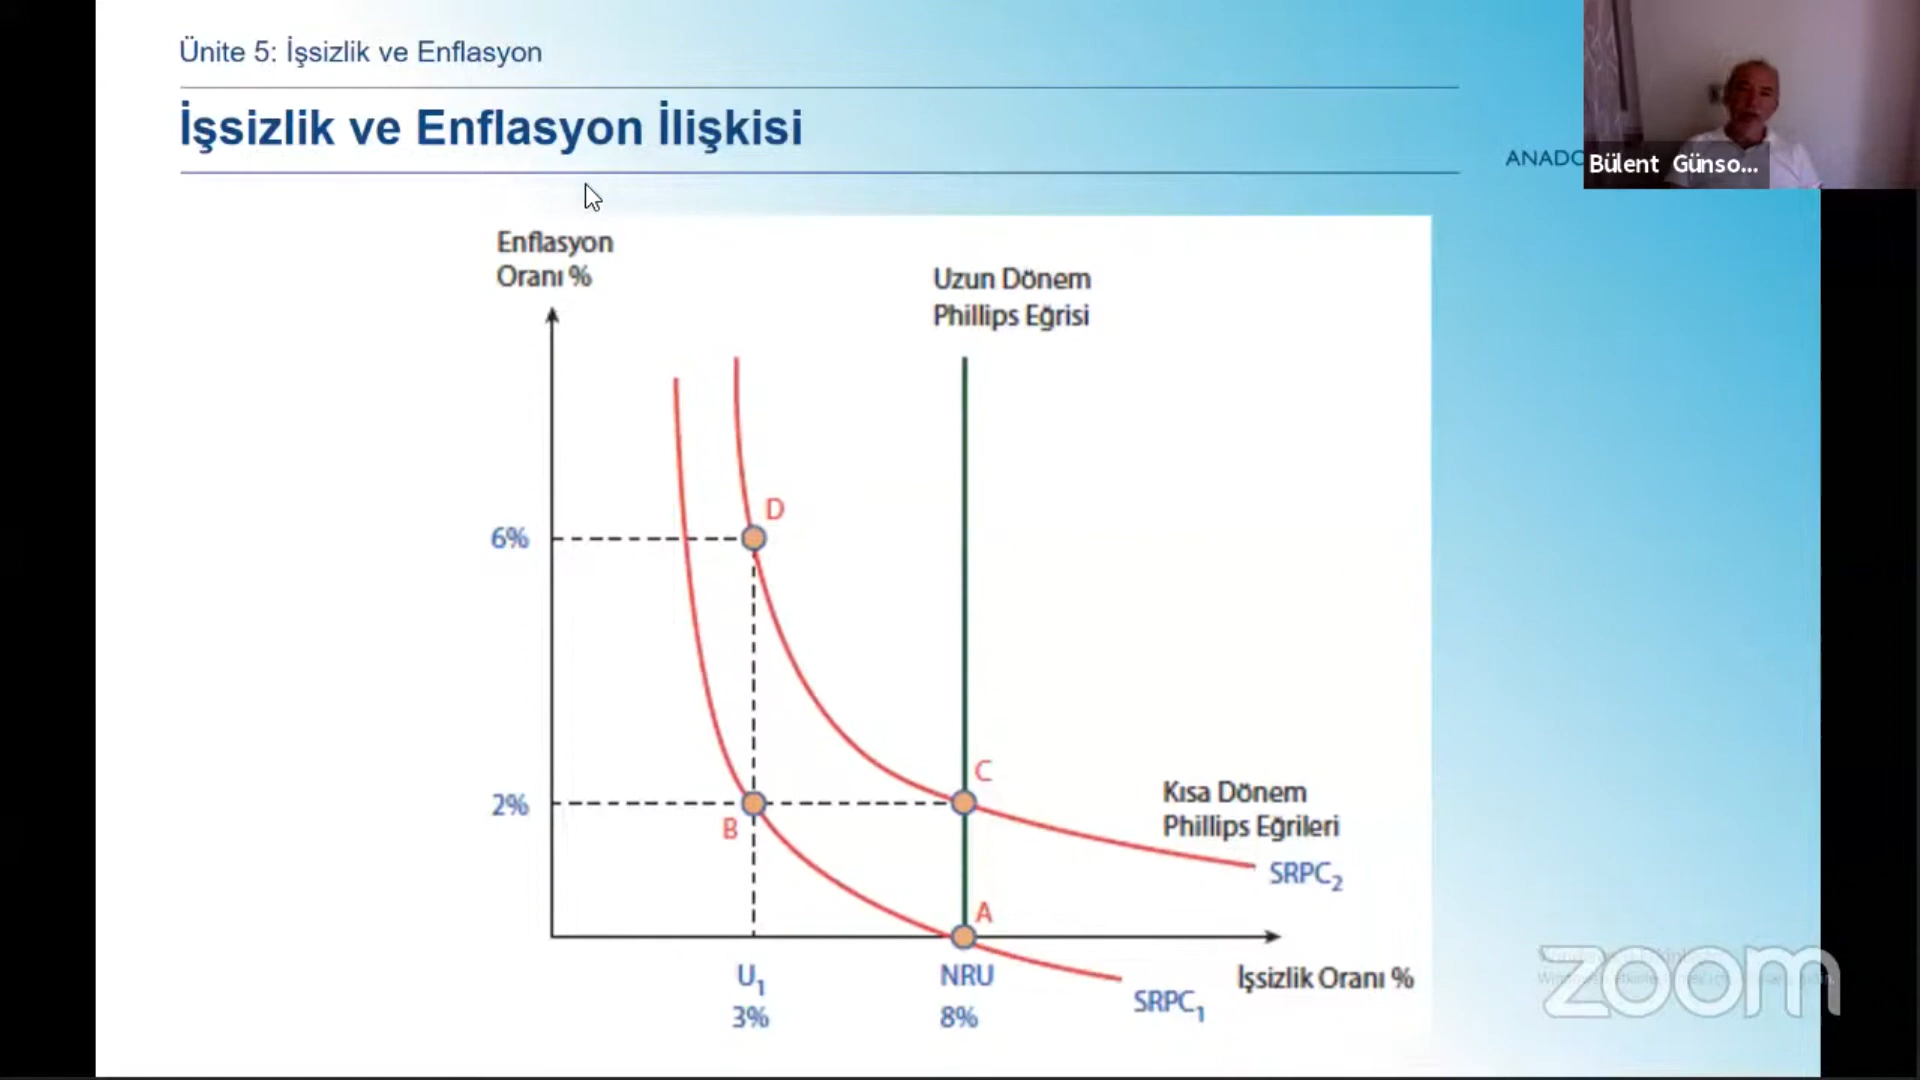 Ünite 5: İşsizlik ve Enflasyon
İşsizlik ve Enflasyon İlişkisi
ANADO
Bülent Günso...
Enflasyon
Oranı %
Uzun Dönem
Phillips Eğrisi
D
6%
C
2%
B
Kısa Dönem
Phillips Eğrileri
SRPC2
A
U1
NRU
İşsizlik Oranı %
3%
8%
SRPC1
zoom